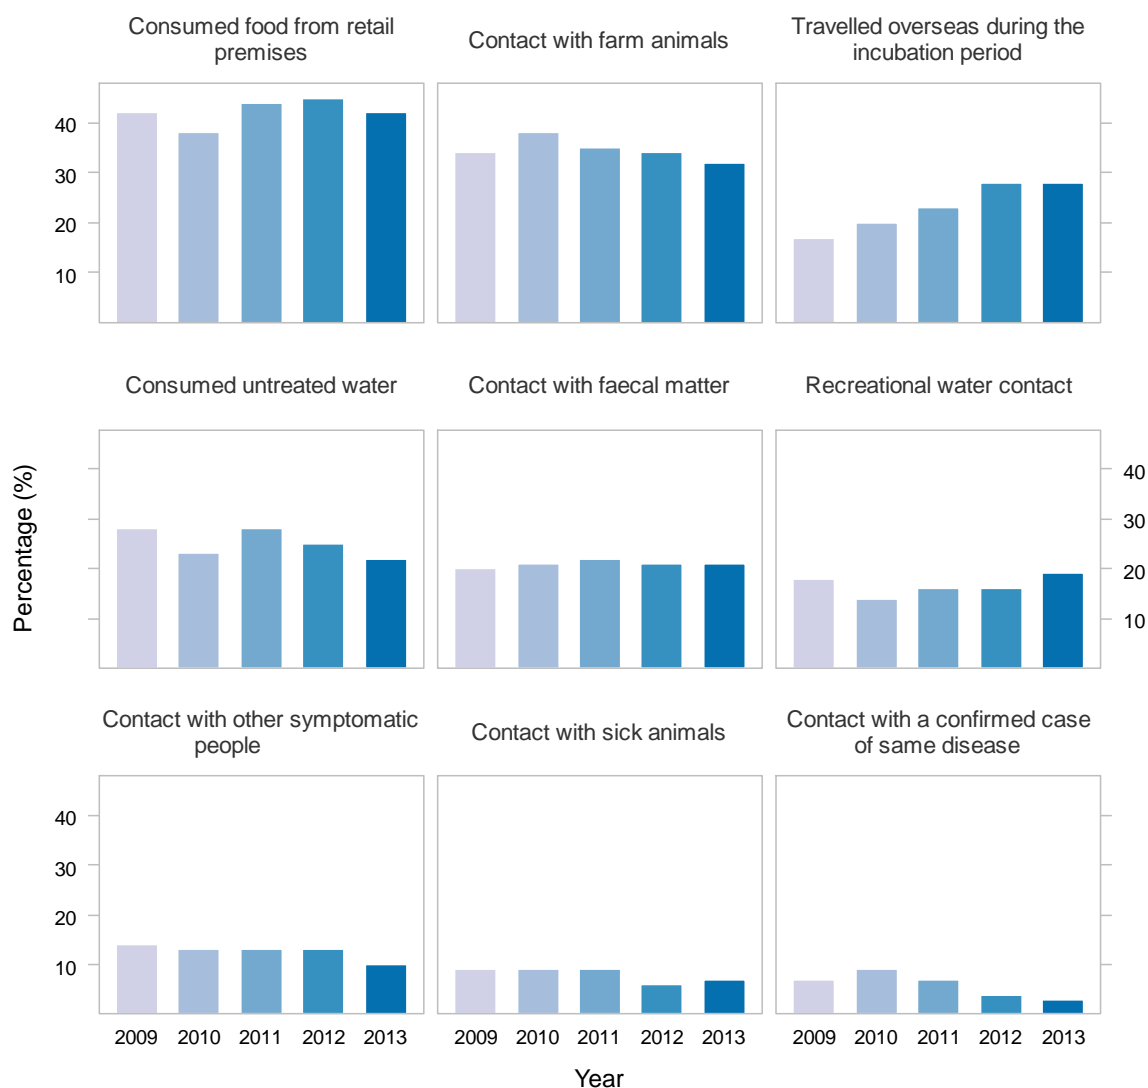 Consumed food from retail
premises
Contact with farm animals
Travelled overseas during the
incubation period
40
30
20
10
Consumed untreated water
Contact with faecal matter
Recreational water contact
Percentage (%)
40
30
20
10
Contact with other symptomatic
people
Contact with sick animals
Contact with a confirmed case
of same disease
40
30
20
10
2009 2010 2011 2012 2013
2009 2010 2011 2012 2013
2009 2010 2011 2012 2013
Year